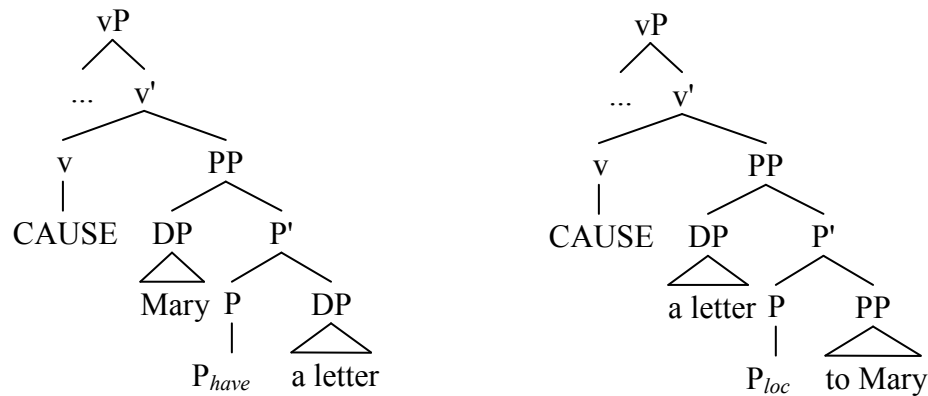 vP vP
... v' ... v'
v PP v PP
CAUSE DP P' CAUSE DP P'
Mary P DP a letter P PP
P_have a letter P_loc to Mary